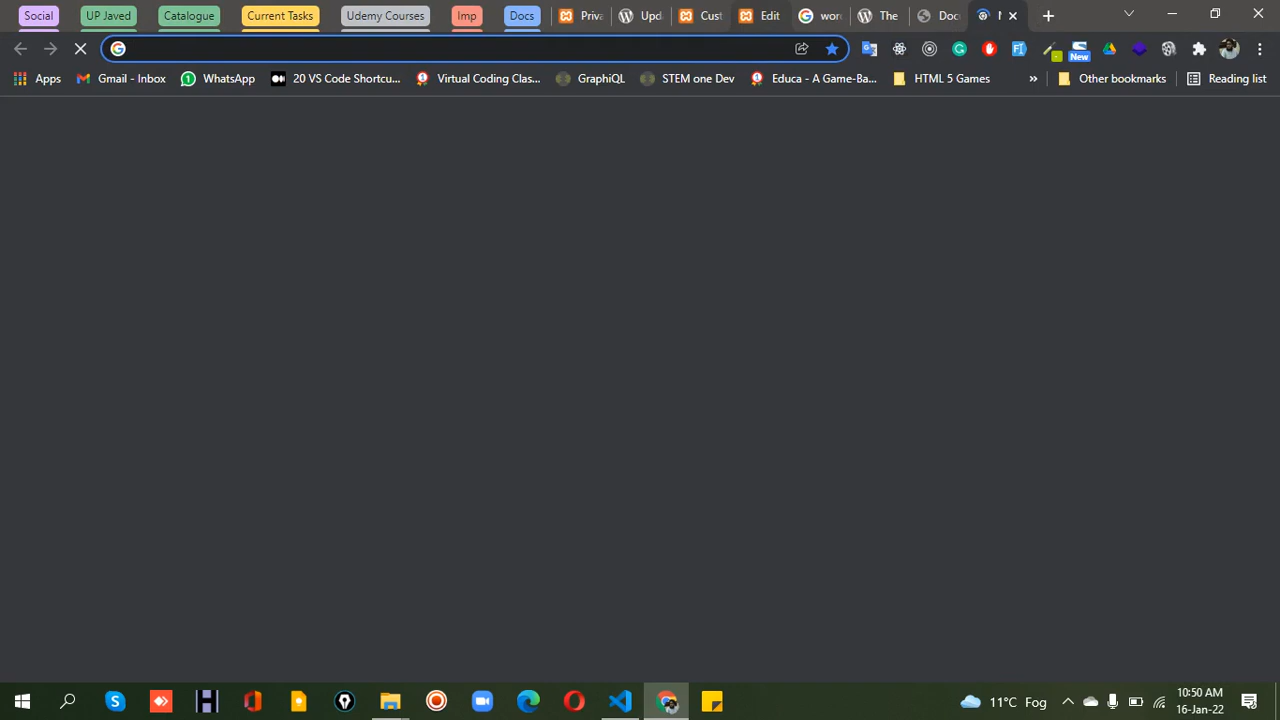 Social UP Javed Catalogue Current Tasks Udemy Courses Imp Docs Priva Upd Cust Edit wor The Doc
Apps Gmail - Inbox WhatsApp 20 VS Code Shortcu... Virtual Coding Clas... GraphiQL STEM one Dev Educa - A Game-Ba... HTML 5 Games » Other bookmarks Reading list
New
11°C Fog 10:50 AM
16-Jan-22